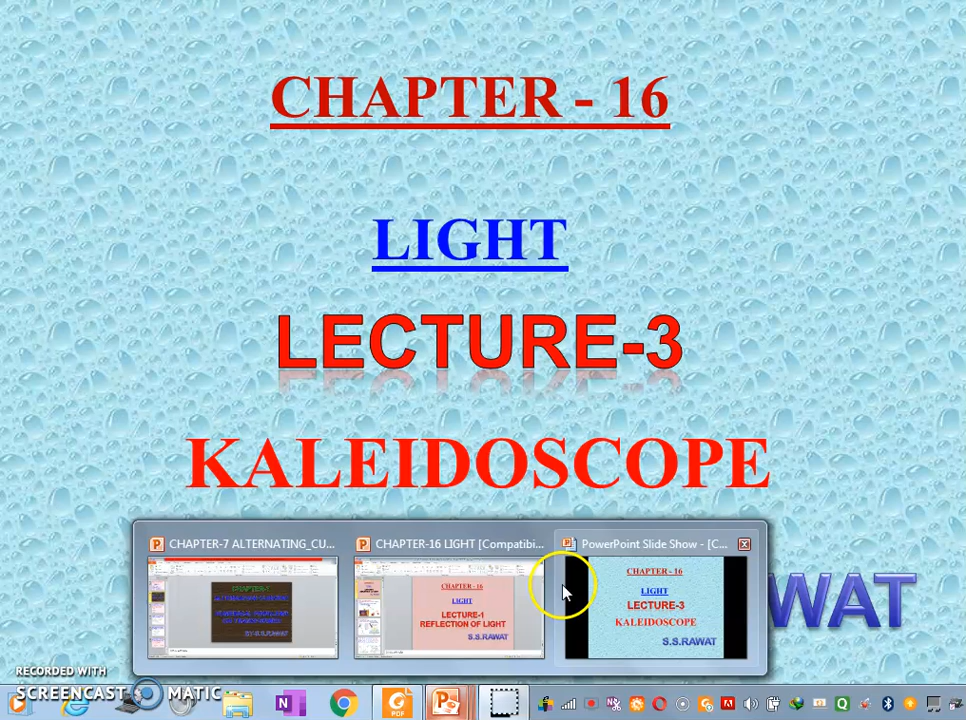 CHAPTER - 16
LIGHT
LECTURE-3
KALEIDOSCOPE
WAT
CHAPTER-7 ALTERNATING_CU...
CHAPTER-16 LIGHT [Compatibi...
PowerPoint Slide Show - [C...
CHAPTER - 16
LIGHT
LECTURE-1
REFLECTION OF LIGHT
S.S.RAWAT
CHAPTER - 16
LIGHT
LECTURE-3
KALEIDOSCOPE
S.S.RAWAT
RECORDED WITH
SCREENCAST MATIC
PDF